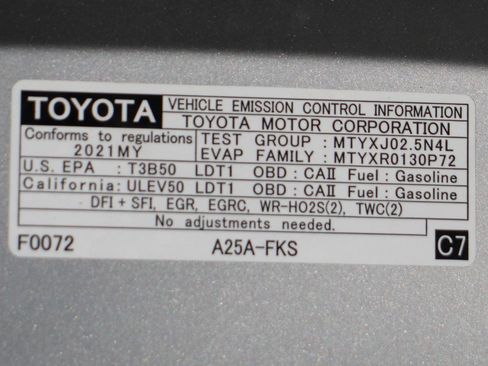 TOYOTA VEHICLE EMISSION CONTROL INFORMATION
TOYOTA MOTOR CORPORATION
Conforms to regulations TEST GROUP : MTYXJ02.5N4L
2021MY EVAP FAMILY : MTYXR0130P72
U.S. EPA : T3B50 LDT1 OBD : CAII Fuel : Gasoline
California: ULEV50 LDT1 OBD : CAII Fuel : Gasoline
DFI + SFI, EGR, EGRC, WR-HO2S(2), TWC(2)
No adjustments needed.
F0072 A25A-FKS C7